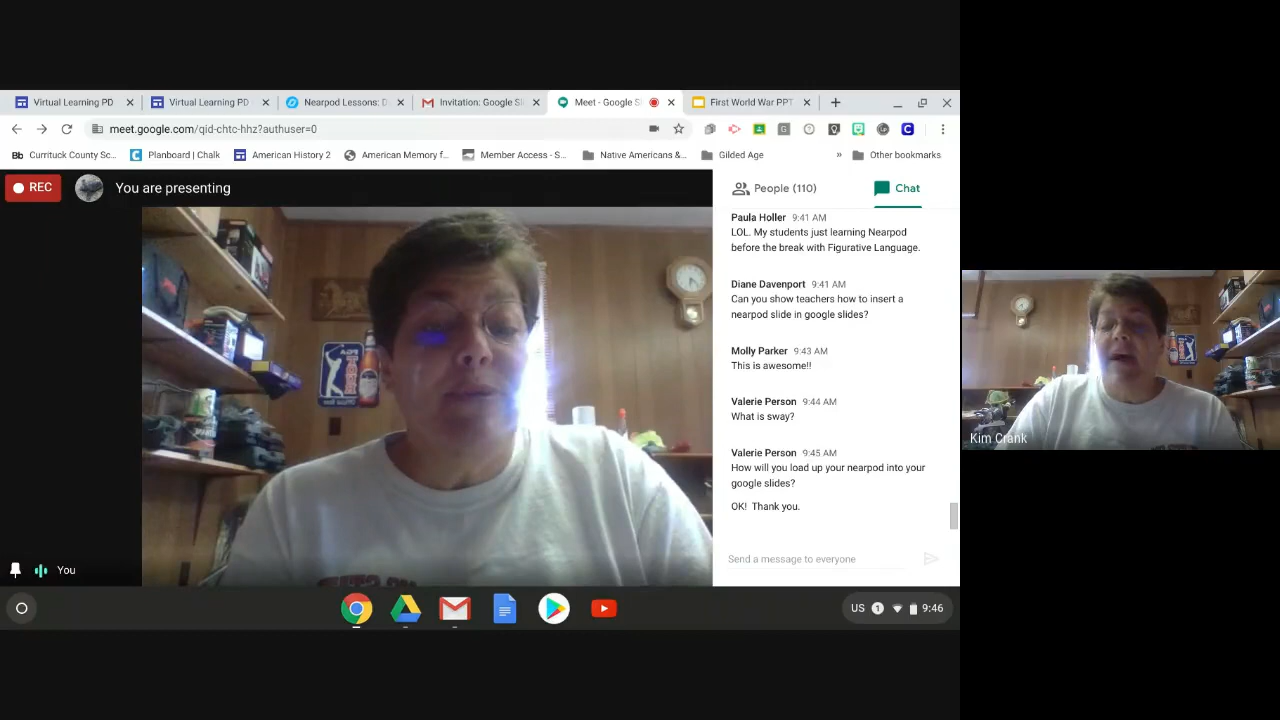 Virtual Learning PD
Virtual Learning PD
Nearpod Lessons: D
Invitation: Google Sl
Meet - Google S
First World War PPT
meet.google.com/qid-chtc-hhz?authuser=0
Bb Currituck County Sc...
Planboard | Chalk
American History 2
American Memory f...
Member Access - S...
Native Americans &...
Gilded Age
»
Other bookmarks
REC
You are presenting
People (110)
Chat
Paula Holler 9:41 AM
LOL. My students just learning Nearpod
before the break with Figurative Language.
Diane Davenport 9:41 AM
Can you show teachers how to insert a
nearpod slide in google slides?
Molly Parker 9:43 AM
This is awesome!!
Valerie Person 9:44 AM
What is sway?
Valerie Person 9:45 AM
How will you load up your nearpod into your
google slides?
OK! Thank you.
Send a message to everyone
You
US 1 9:46
Kim Crank